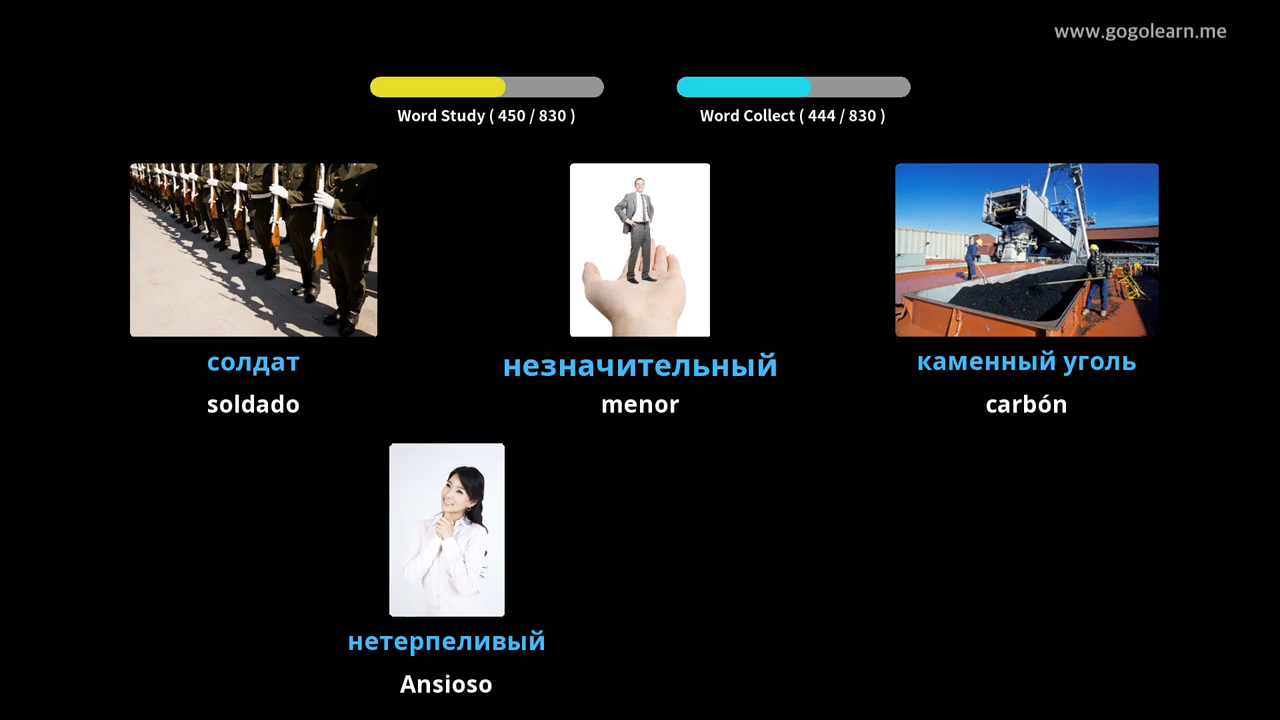 www.gogolearn.me
Word Study ( 450 / 830 )
Word Collect ( 444 / 830 )
солдат
незначительный
каменный уголь
soldado
menor
carbón
нетерпеливый
Ansioso